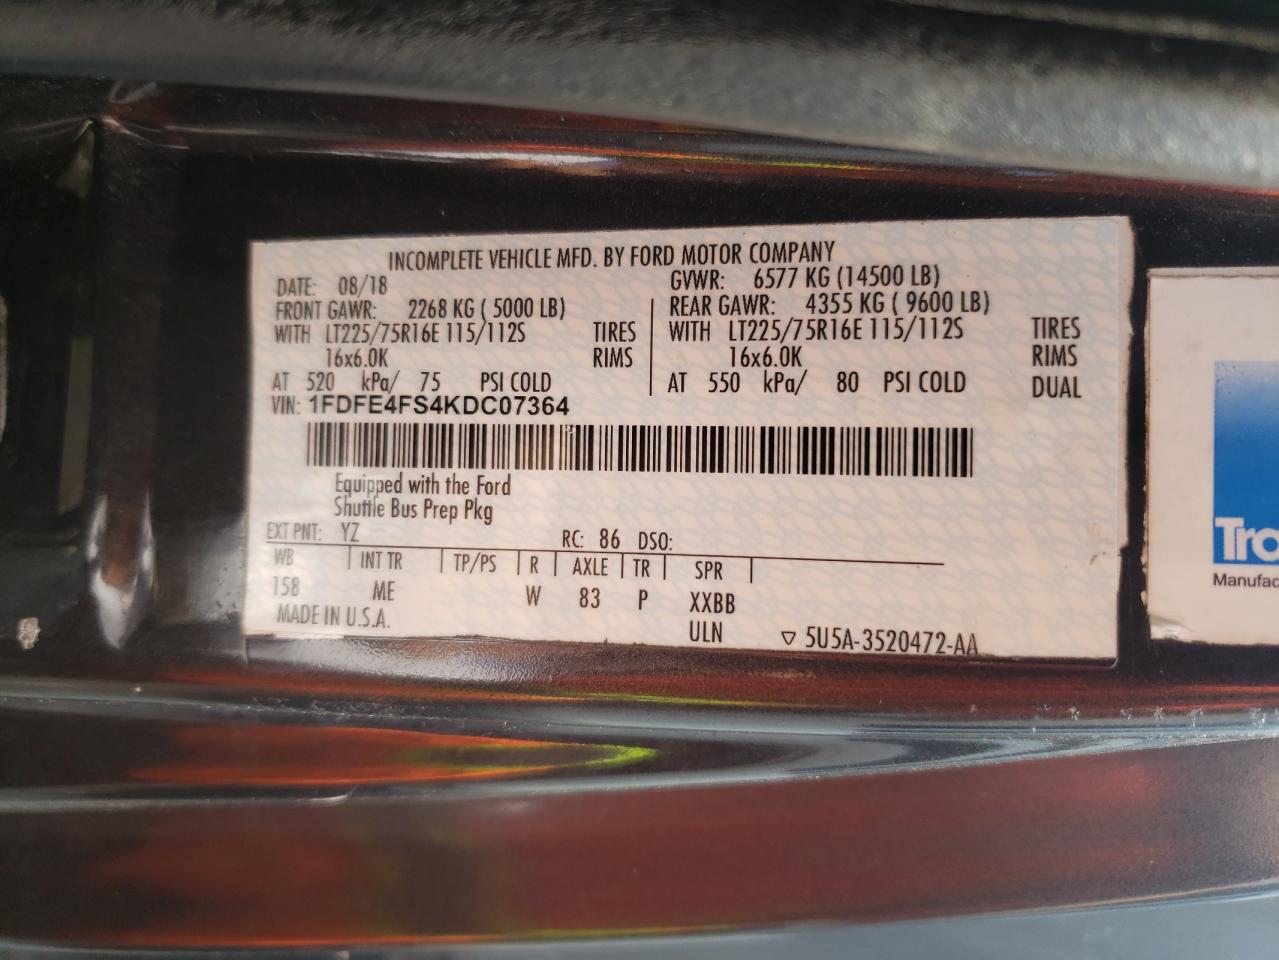 INCOMPLETE VEHICLE MFD. BY FORD MOTOR COMPANY
DATE: 08/18 GVWR: 6577 KG (14500 LB)
FRONT GAWR: 2268 KG ( 5000 LB) REAR GAWR: 4355 KG ( 9600 LB)
WITH LT225/75R16E 115/112S TIRES WITH LT225/75R16E 115/112S TIRES
16x6.0K RIMS 16x6.0K RIMS
AT 520 kPa/ 75 PSI COLD AT 550 kPa/ 80 PSI COLD DUAL
VIN: 1FDFE4FS4KDC07364
Equipped with the Ford
Shuttle Bus Prep Pkg
EXT PNT: YZ RC: 86 DSO:
WB INT TR TP/PS R AXLE TR SPR
158 ME W 83 P XXBB
MADE IN U.S.A. ULN ▽ 5U5A-3520472-AA
Tro
Manufac